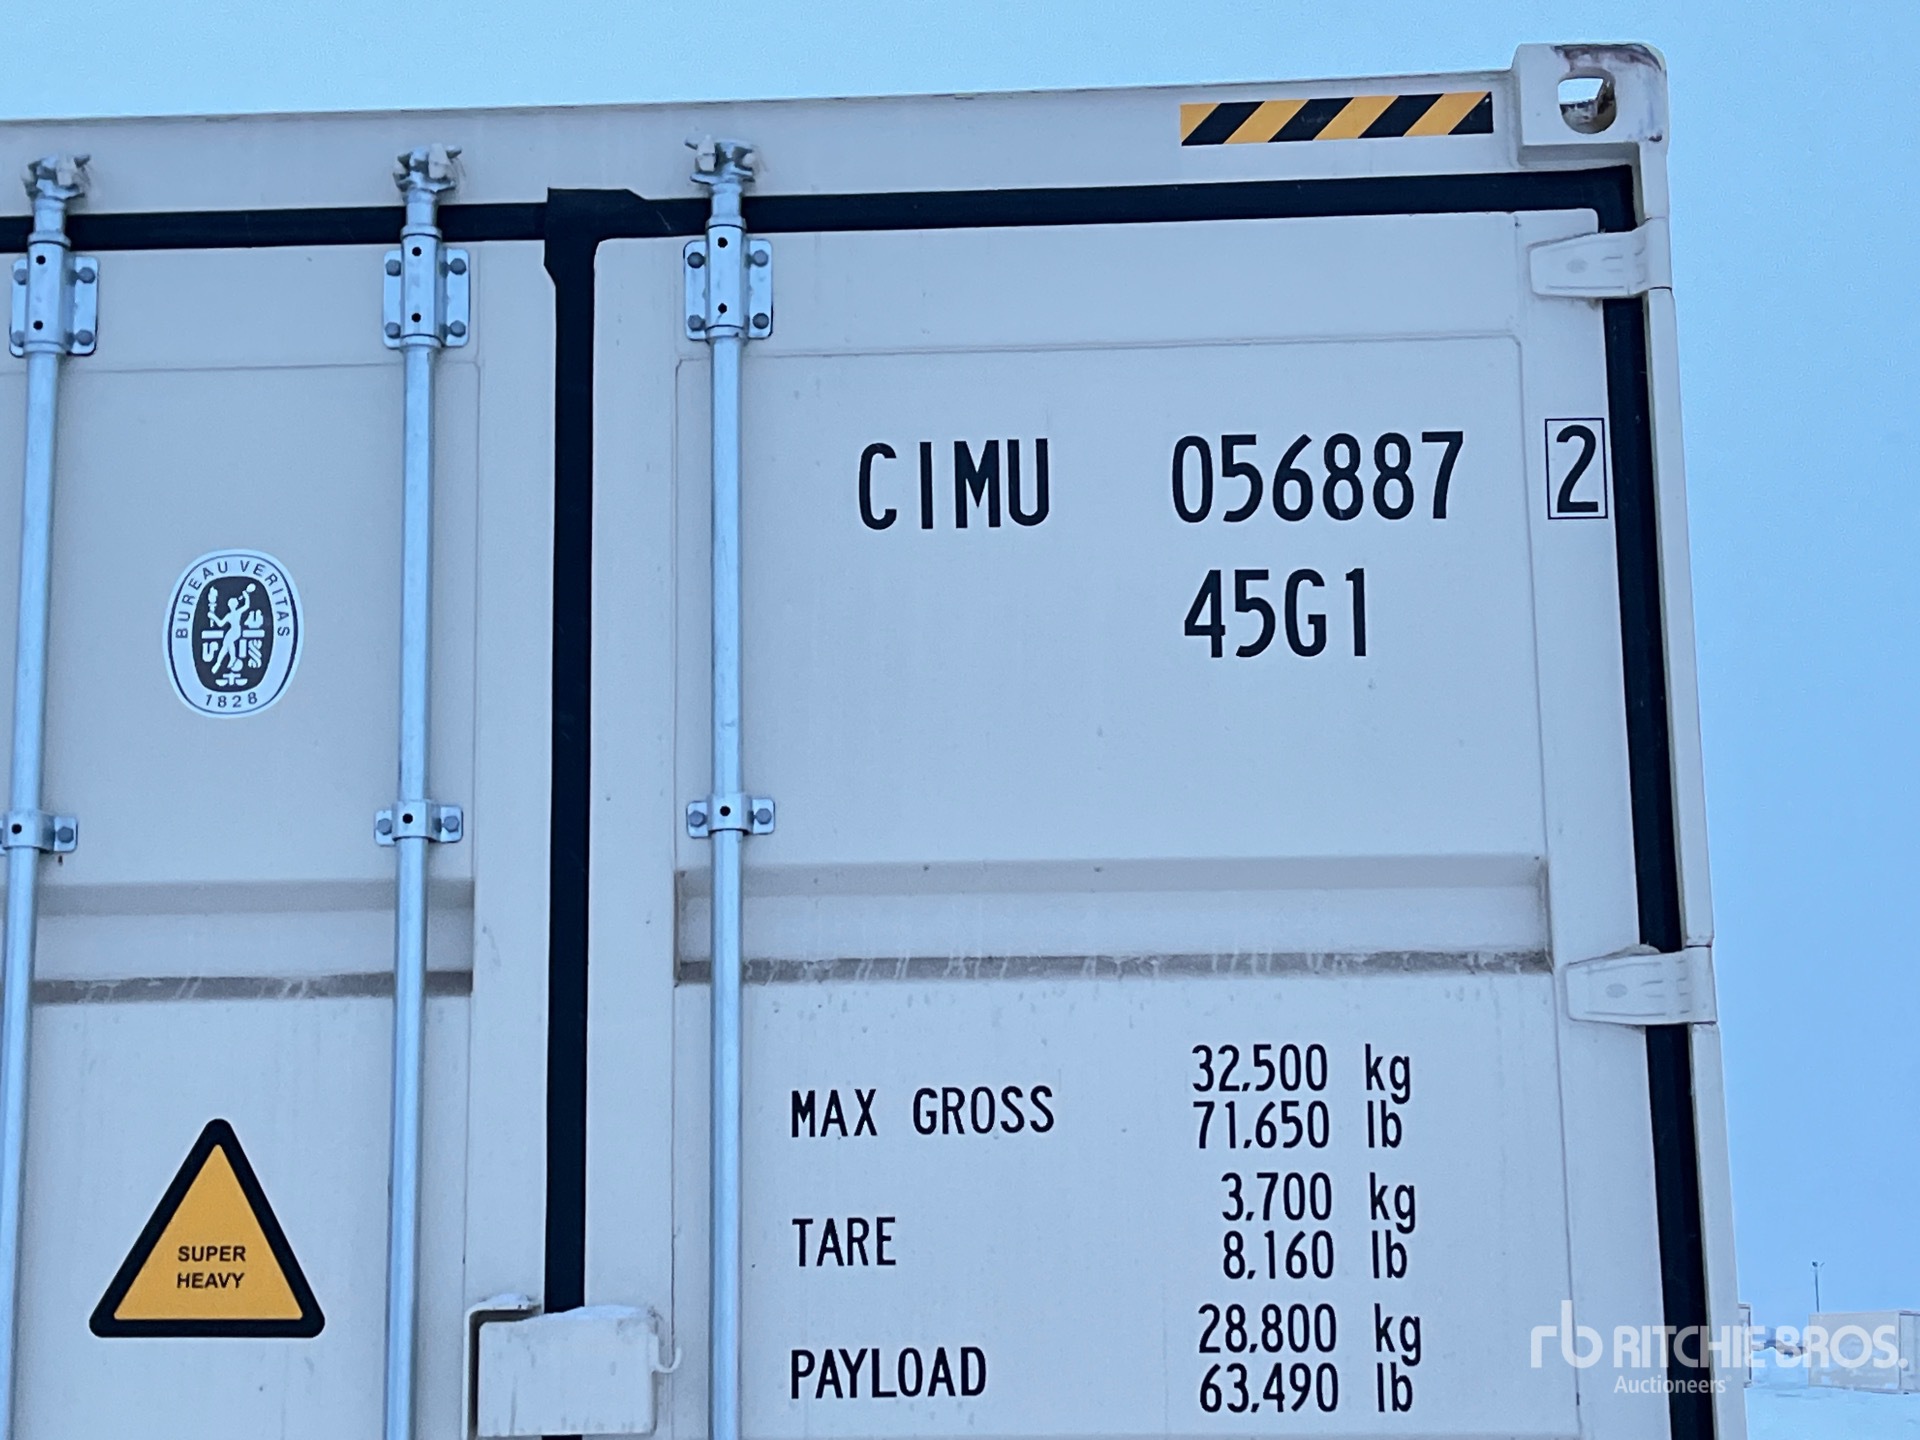 CIMU 056887 2
45G1
BUREAU VERITAS
1828
MAX GROSS 32,500 kg
71,650 lb
TARE 3,700 kg
8,160 lb
PAYLOAD 28,800 kg
63,490 lb
SUPER
HEAVY
rb RITCHIE BROS.
Auctioneers